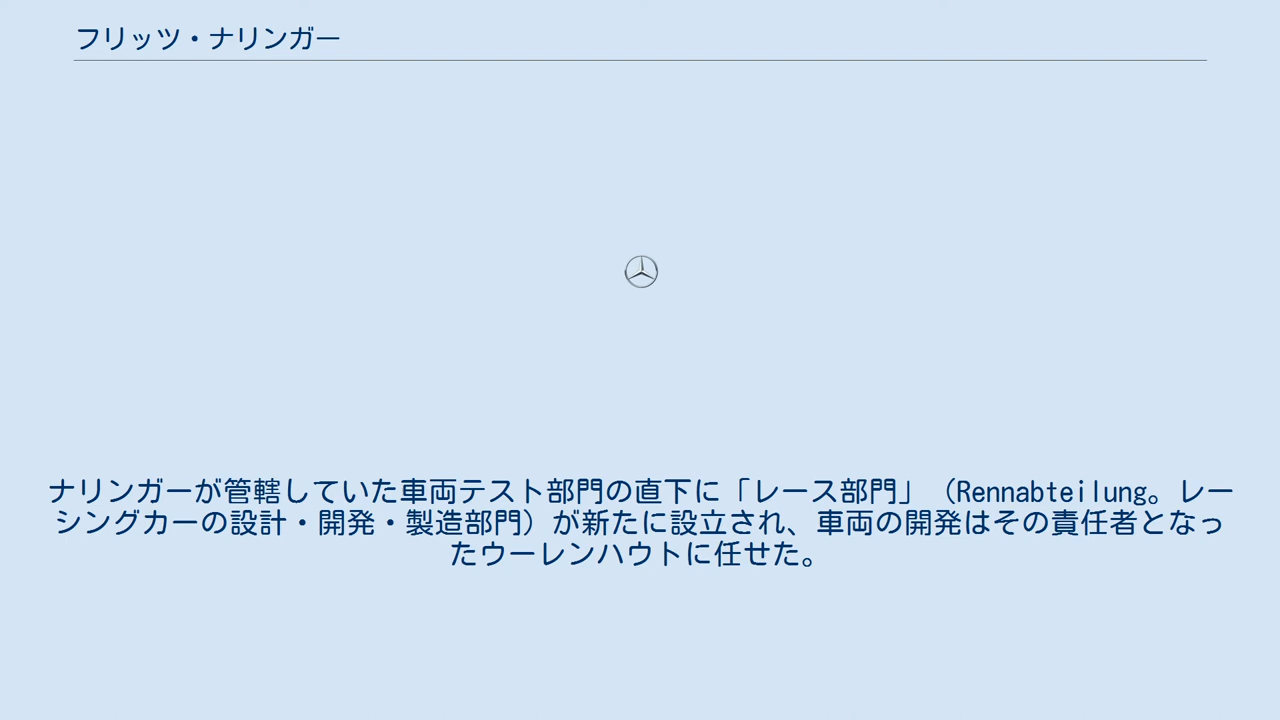 フリッツ・ナリンガー
ナリンガーが管轄していた車両テスト部門の直下に「レース部門」（Rennabteilung。レー
シングカーの設計・開発・製造部門）が新たに設立され、車両の開発はその責任者となっ
たウーレンハウトに任せた。